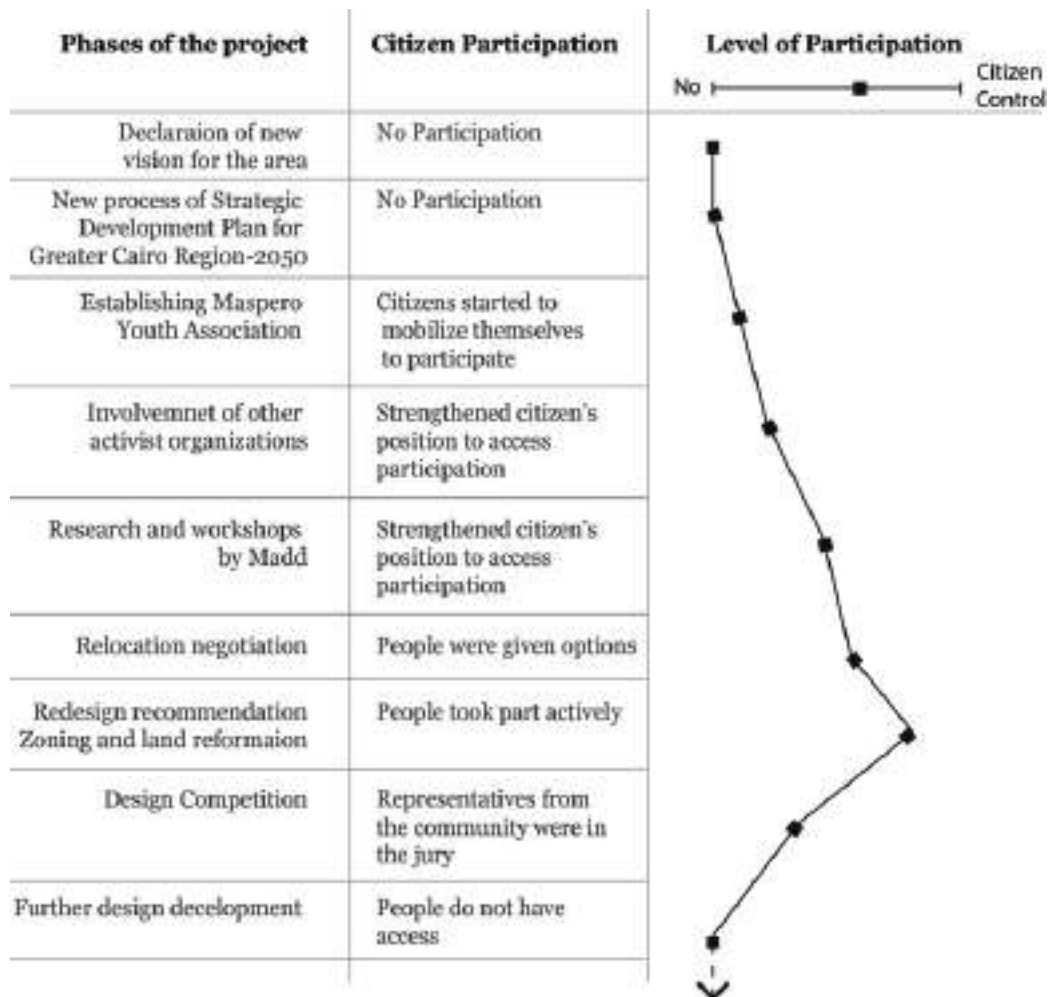 Phases of the project
Citizen Participation
Level of Participation
No
Citizen
Control
Declaraion of new
vision for the area
No Participation
New process of Strategic
Development Plan for
Greater Cairo Region-2050
No Participation
Establishing Maspero
Youth Association
Citizens started to
mobilize themselves
to participate
Involvemnet of other
activist organizations
Strengthened citizen's
position to access
participation
Research and workshops
by Madd
Strengthened citizen's
position to access
participation
Relocation negotiation
People were given options
Redesign recommendation
Zoning and land reformaion
People took part actively
Design Competition
Representatives from
the community were in
the jury
Further design decelopment
People do not have
access